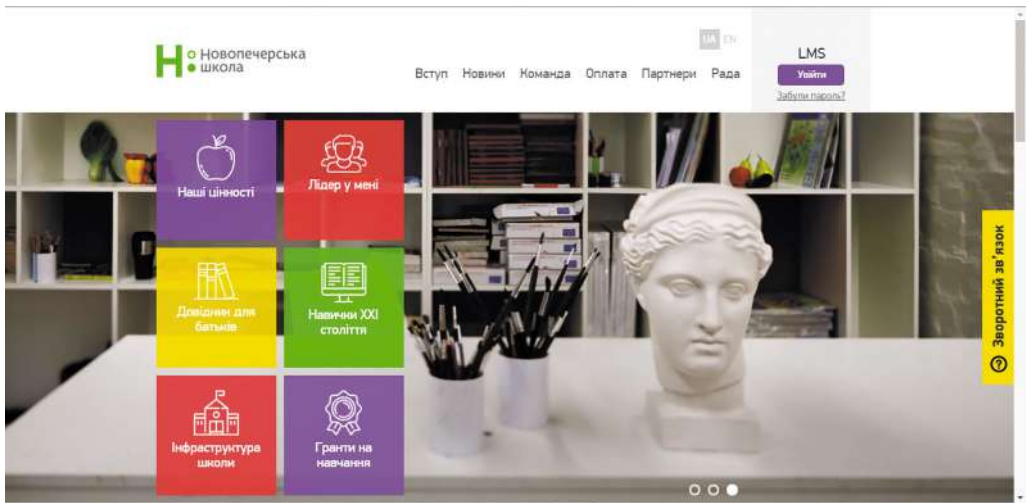 Новопечерська
школа
UA EN
Вступ Новини Команда Оплата Партнери Рада
LMS
Увійти
Забули пароль?
Наші цінності
Лідер у мені
Довідник для
батьків
Навички XXI
століття
Інфраструктура
школи
Гранти на
навчання
Зворотний зв'язок